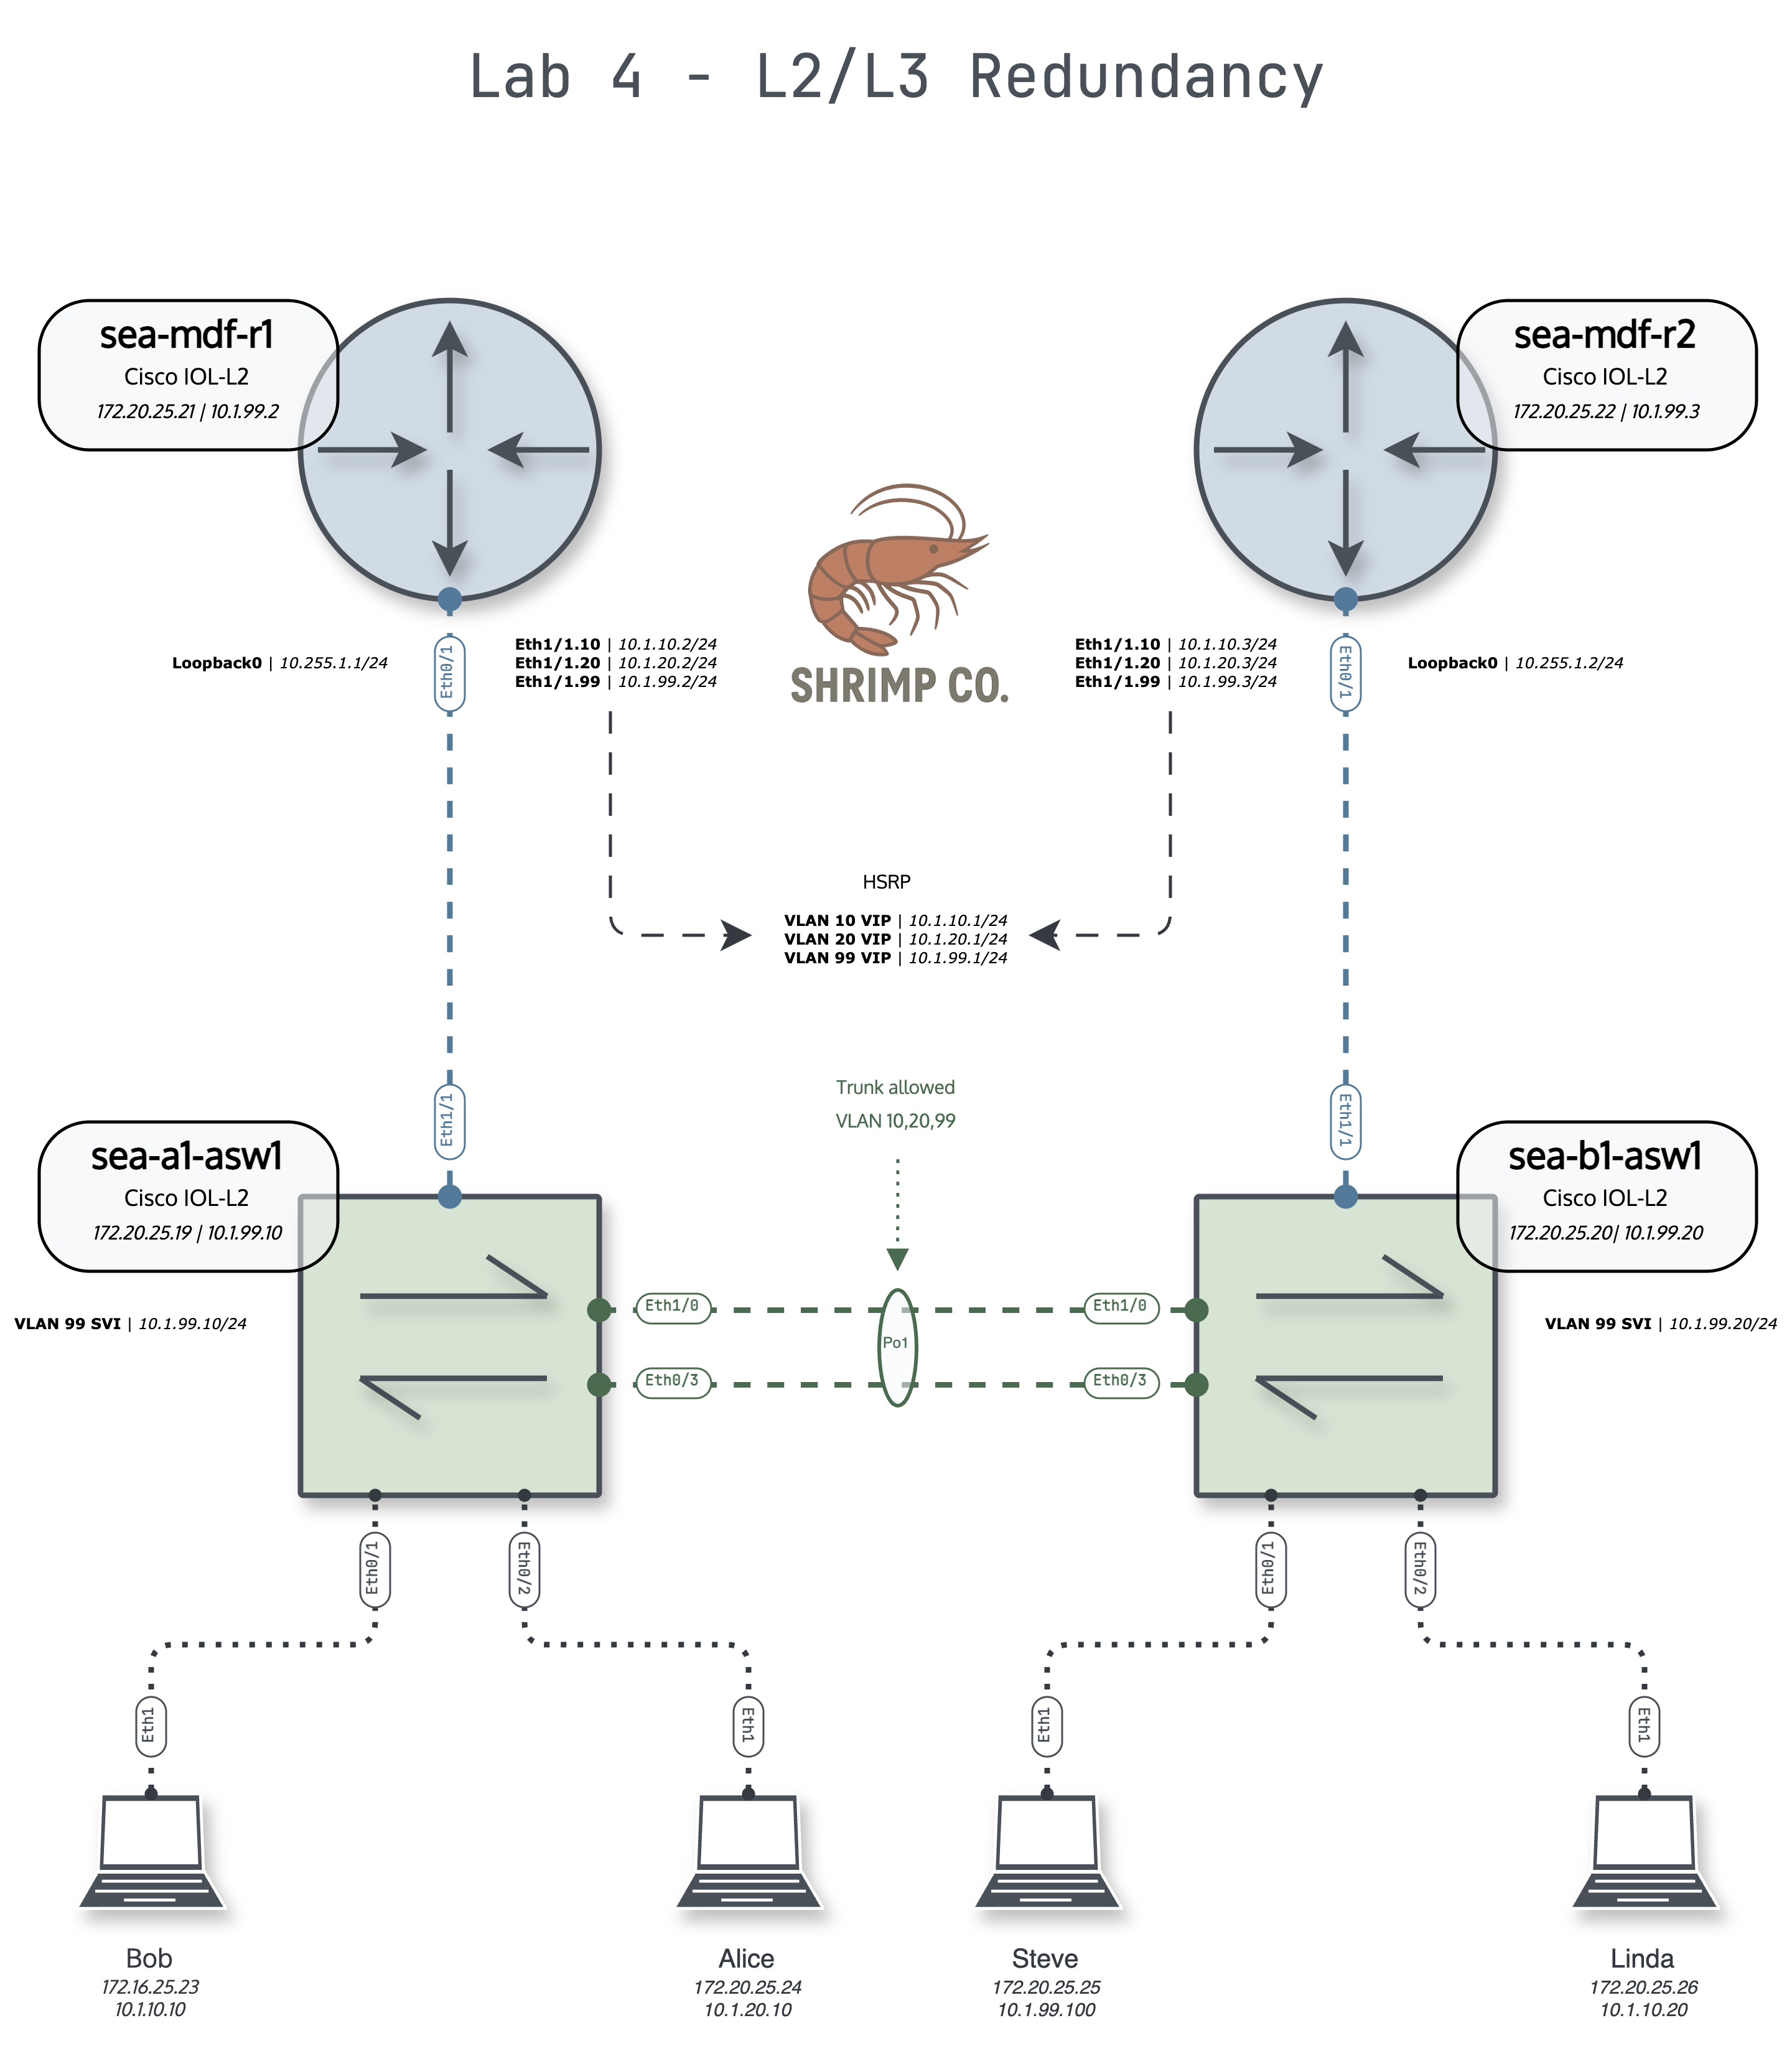 Lab 4 - L2/L3 Redundancy
sea-mdf-r1
Cisco IOL-L2
172.20.25.21 | 10.1.99.2
sea-mdf-r2
Cisco IOL-L2
172.20.25.22 | 10.1.99.3
Loopback0 | 10.255.1.1/24
Eth0/1
Eth1/1.10 | 10.1.10.2/24
Eth1/1.20 | 10.1.20.2/24
Eth1/1.99 | 10.1.99.2/24
SHRIMP CO.
Eth1/1.10 | 10.1.10.3/24
Eth1/1.20 | 10.1.20.3/24
Eth1/1.99 | 10.1.99.3/24
Eth0/1
Loopback0 | 10.255.1.2/24
HSRP
VLAN 10 VIP | 10.1.10.1/24
VLAN 20 VIP | 10.1.20.1/24
VLAN 99 VIP | 10.1.99.1/24
Eth1/1
Trunk allowed
VLAN 10,20,99
Eth1/1
sea-a1-asw1
Cisco IOL-L2
172.20.25.19 | 10.1.99.10
sea-b1-asw1
Cisco IOL-L2
172.20.25.20| 10.1.99.20
VLAN 99 SVI | 10.1.99.10/24
Eth1/0
Eth1/0
VLAN 99 SVI | 10.1.99.20/24
Po1
Eth0/3
Eth0/3
Eth0/1
Eth0/2
Eth0/1
Eth0/2
Eth1
Eth1
Eth1
Eth1
Bob
172.16.25.23
10.1.10.10
Alice
172.20.25.24
10.1.20.10
Steve
172.20.25.25
10.1.99.100
Linda
172.20.25.26
10.1.10.20